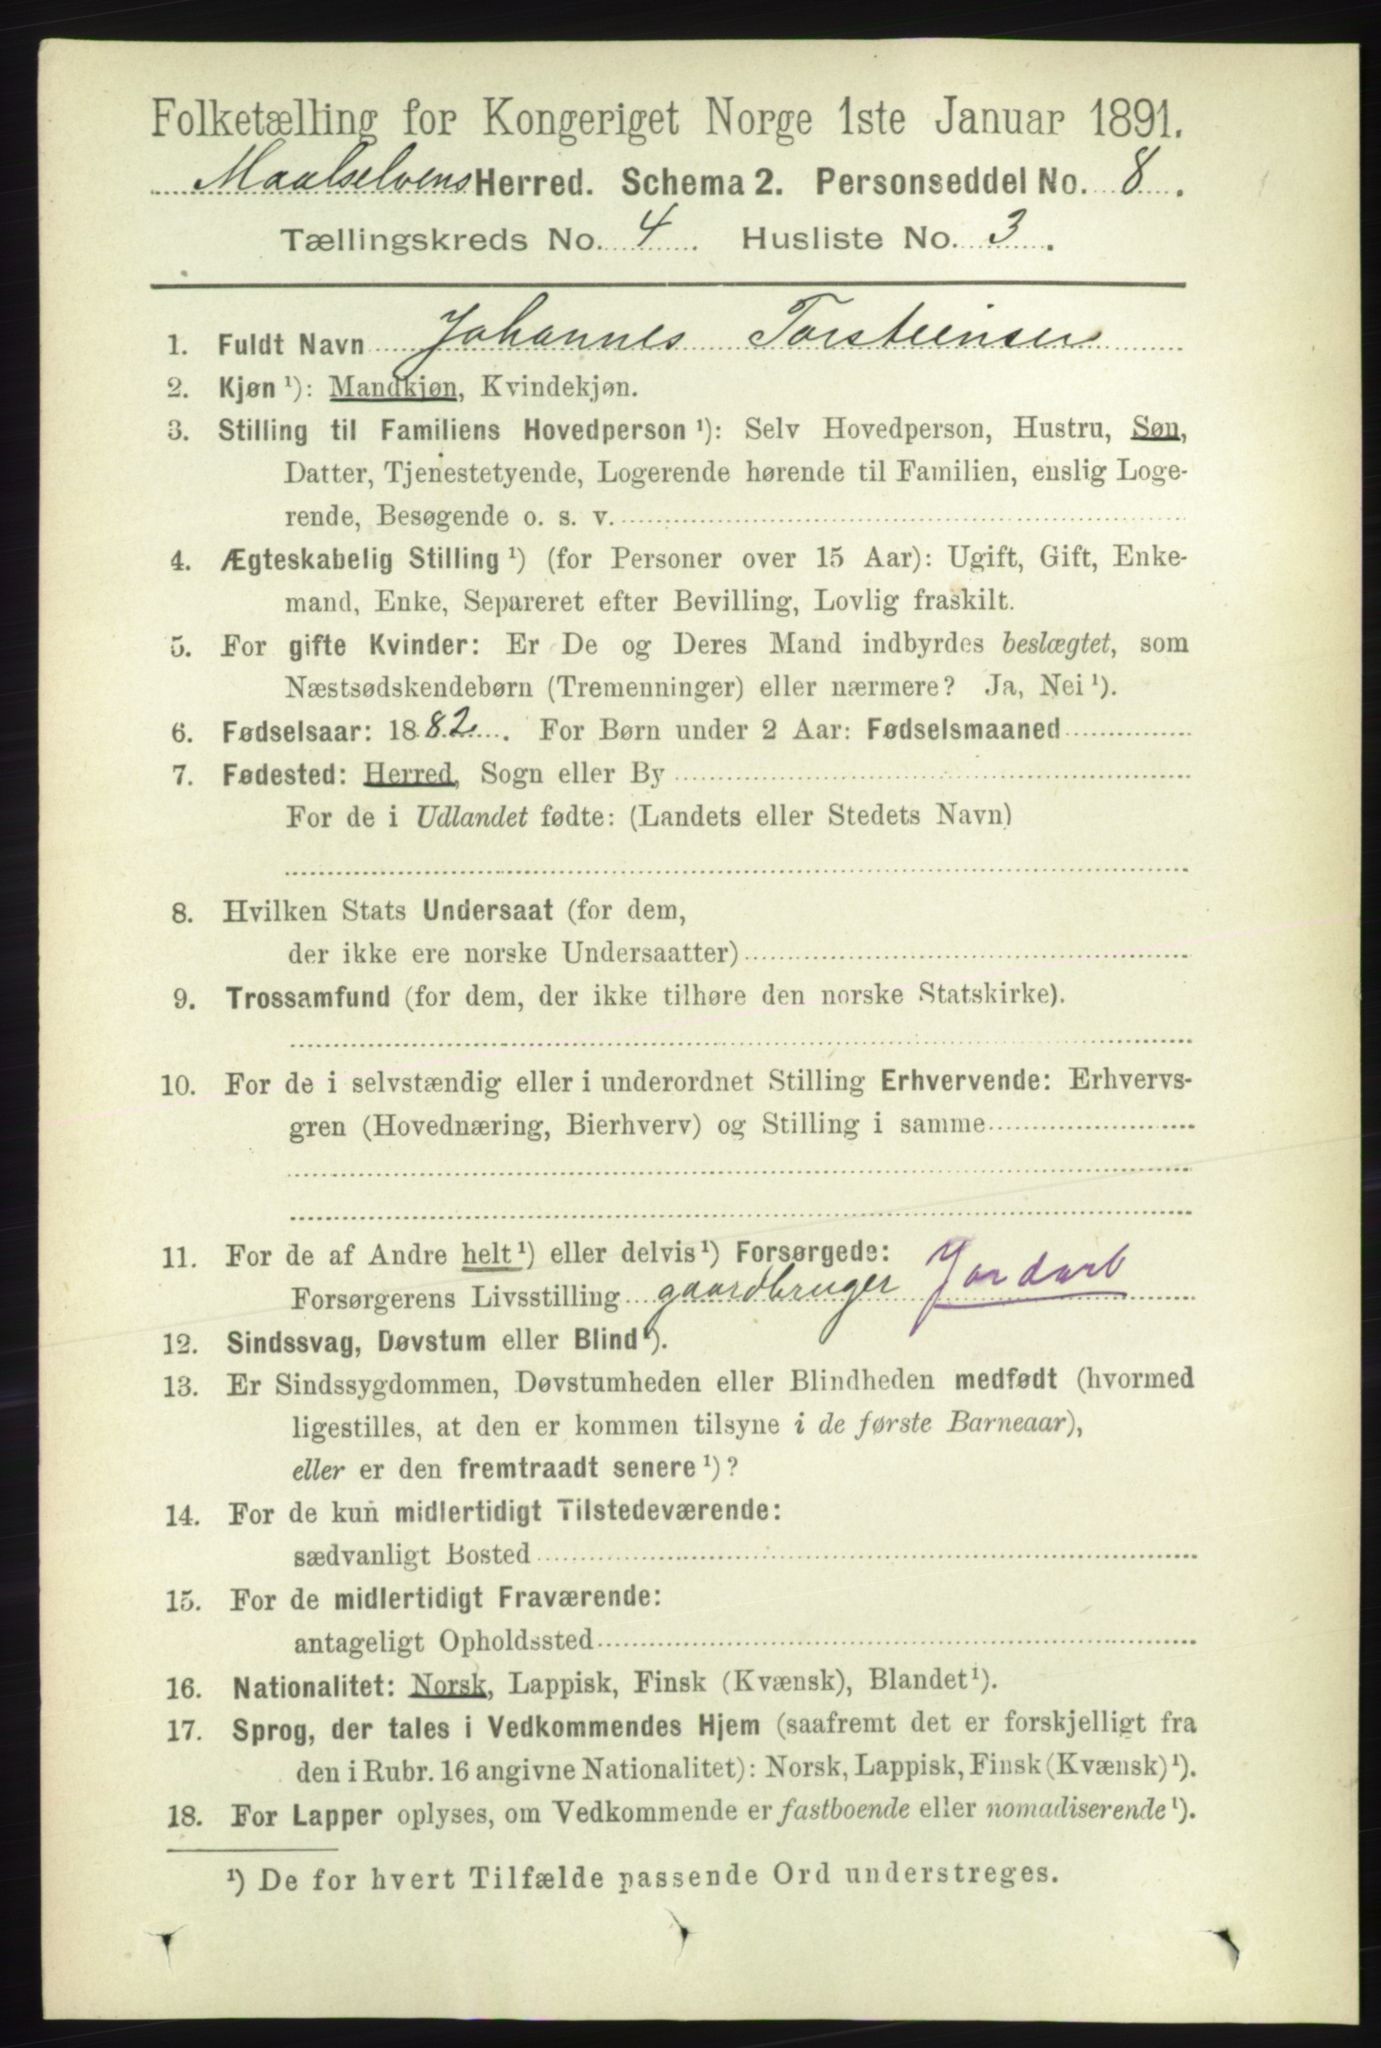 Folketælling for Kongeriget Norge 1ste Januar 1891.
Maalselvens Herred. Schema 2. Personseddel No. 8.
Tællingskreds No. 4. Husliste No. 3.
1. Fuldt Navn Johannes Torsteinsen
2. Kjøn ¹): Mandkjøn, Kvindekjøn.
3. Stilling til Familiens Hovedperson ¹): Selv Hovedperson, Hustru, Søn,
Datter, Tjenestetyende, Logerende hørende til Familien, enslig Loge-
rende, Besøgende o. s. v.
4. Ægteskabelig Stilling ¹) (for Personer over 15 Aar): Ugift, Gift, Enke-
mand, Enke, Separeret efter Bevilling, Lovlig fraskilt.
5. For gifte Kvinder: Er De og Deres Mand indbyrdes beslægtet, som
Næstsødskendebørn (Tremenninger) eller nærmere? Ja, Nei ¹).
6. Fødselsaar: 1882. For Børn under 2 Aar: Fødselsmaaned
7. Fødested: Herred, Sogn eller By
For de i Udlandet fødte: (Landets eller Stedets Navn)
8. Hvilken Stats Undersaat (for dem,
der ikke ere norske Undersaatter)
9. Trossamfund (for dem, der ikke tilhøre den norske Statskirke).
10. For de i selvstændig eller i underordnet Stilling Erhvervende: Erhvervs-
gren (Hovednæring, Bierhverv) og Stilling i samme
11. For de af Andre helt ¹) eller delvis ¹) Forsørgede:
Forsørgerens Livsstilling gaardbruger Jordarb
12. Sindssvag, Døvstum eller Blind ¹).
13. Er Sindssygdommen, Døvstumheden eller Blindheden medfødt (hvormed
ligestilles, at den er kommen tilsyne i de første Barneaar),
eller er den fremtraadt senere ¹)?
14. For de kun midlertidigt Tilstedeværende:
sædvanligt Bosted
15. For de midlertidigt Fraværende:
antageligt Opholdssted
16. Nationalitet: Norsk, Lappisk, Finsk (Kvænsk), Blandet ¹).
17. Sprog, der tales i Vedkommendes Hjem (saafremt det er forskjelligt fra
den i Rubr. 16 angivne Nationalitet): Norsk, Lappisk, Finsk (Kvænsk) ¹).
18. For Lapper oplyses, om Vedkommende er fastboende eller nomadiserende ¹).
¹) De for hvert Tilfælde passende Ord understreges.